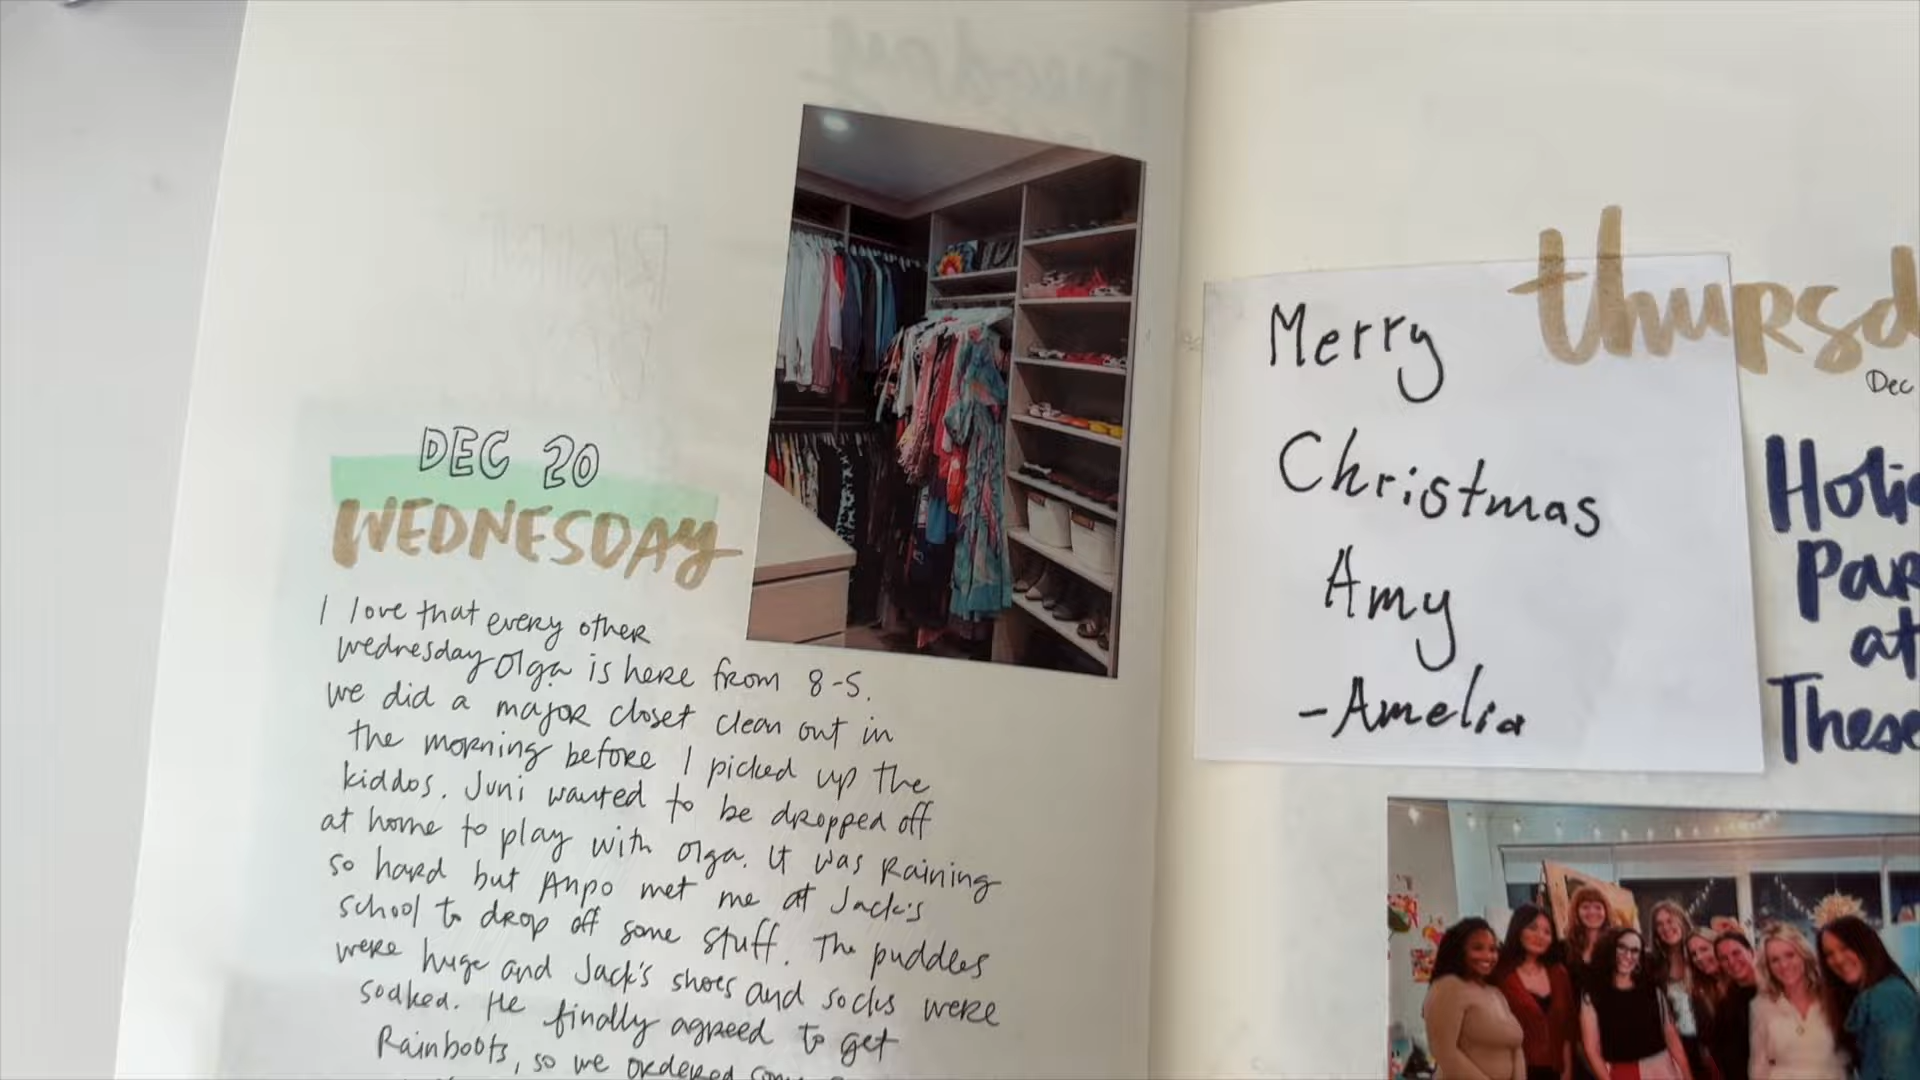 DEC 20
WEDNESDAY
I love that every other
wednesday Olga is here from 8-5.
we did a major closet clean out in
the morning before I picked up the
kiddos. Juni wanted to be dropped off
at home to play with Olga. It was Raining
so hard but Anpo met me at Jack's
school to drop off some stuff. The puddles
were huge and Jack's shoes and socks were
soaked. He finally agreed to get
Rainboots, so we ordered some
thursd
Dec
Merry
Christmas
Amy
-Amelia
Holi
Par
at
These